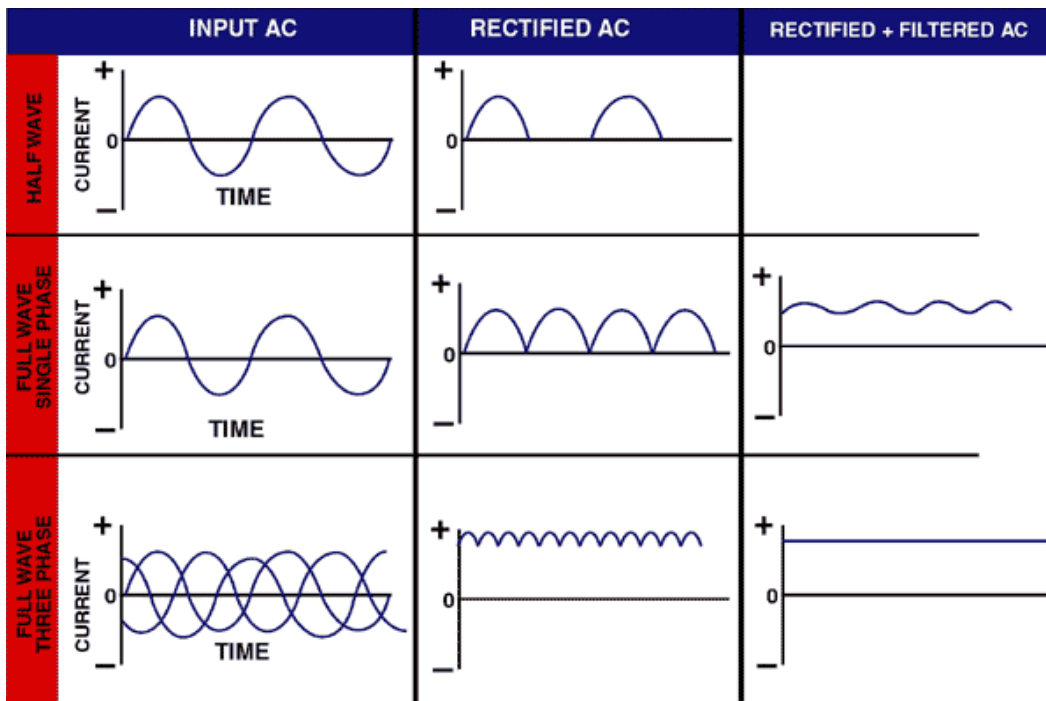 INPUT AC
RECTIFIED AC
RECTIFIED + FILTERED AC
HALF WAVE
CURRENT
+
0
–
TIME
+
0
–
FULL WAVE
SINGLE PHASE
CURRENT
+
0
–
TIME
+
0
–
+
0
–
FULL WAVE
THREE PHASE
CURRENT
+
0
–
TIME
+
0
–
+
0
–